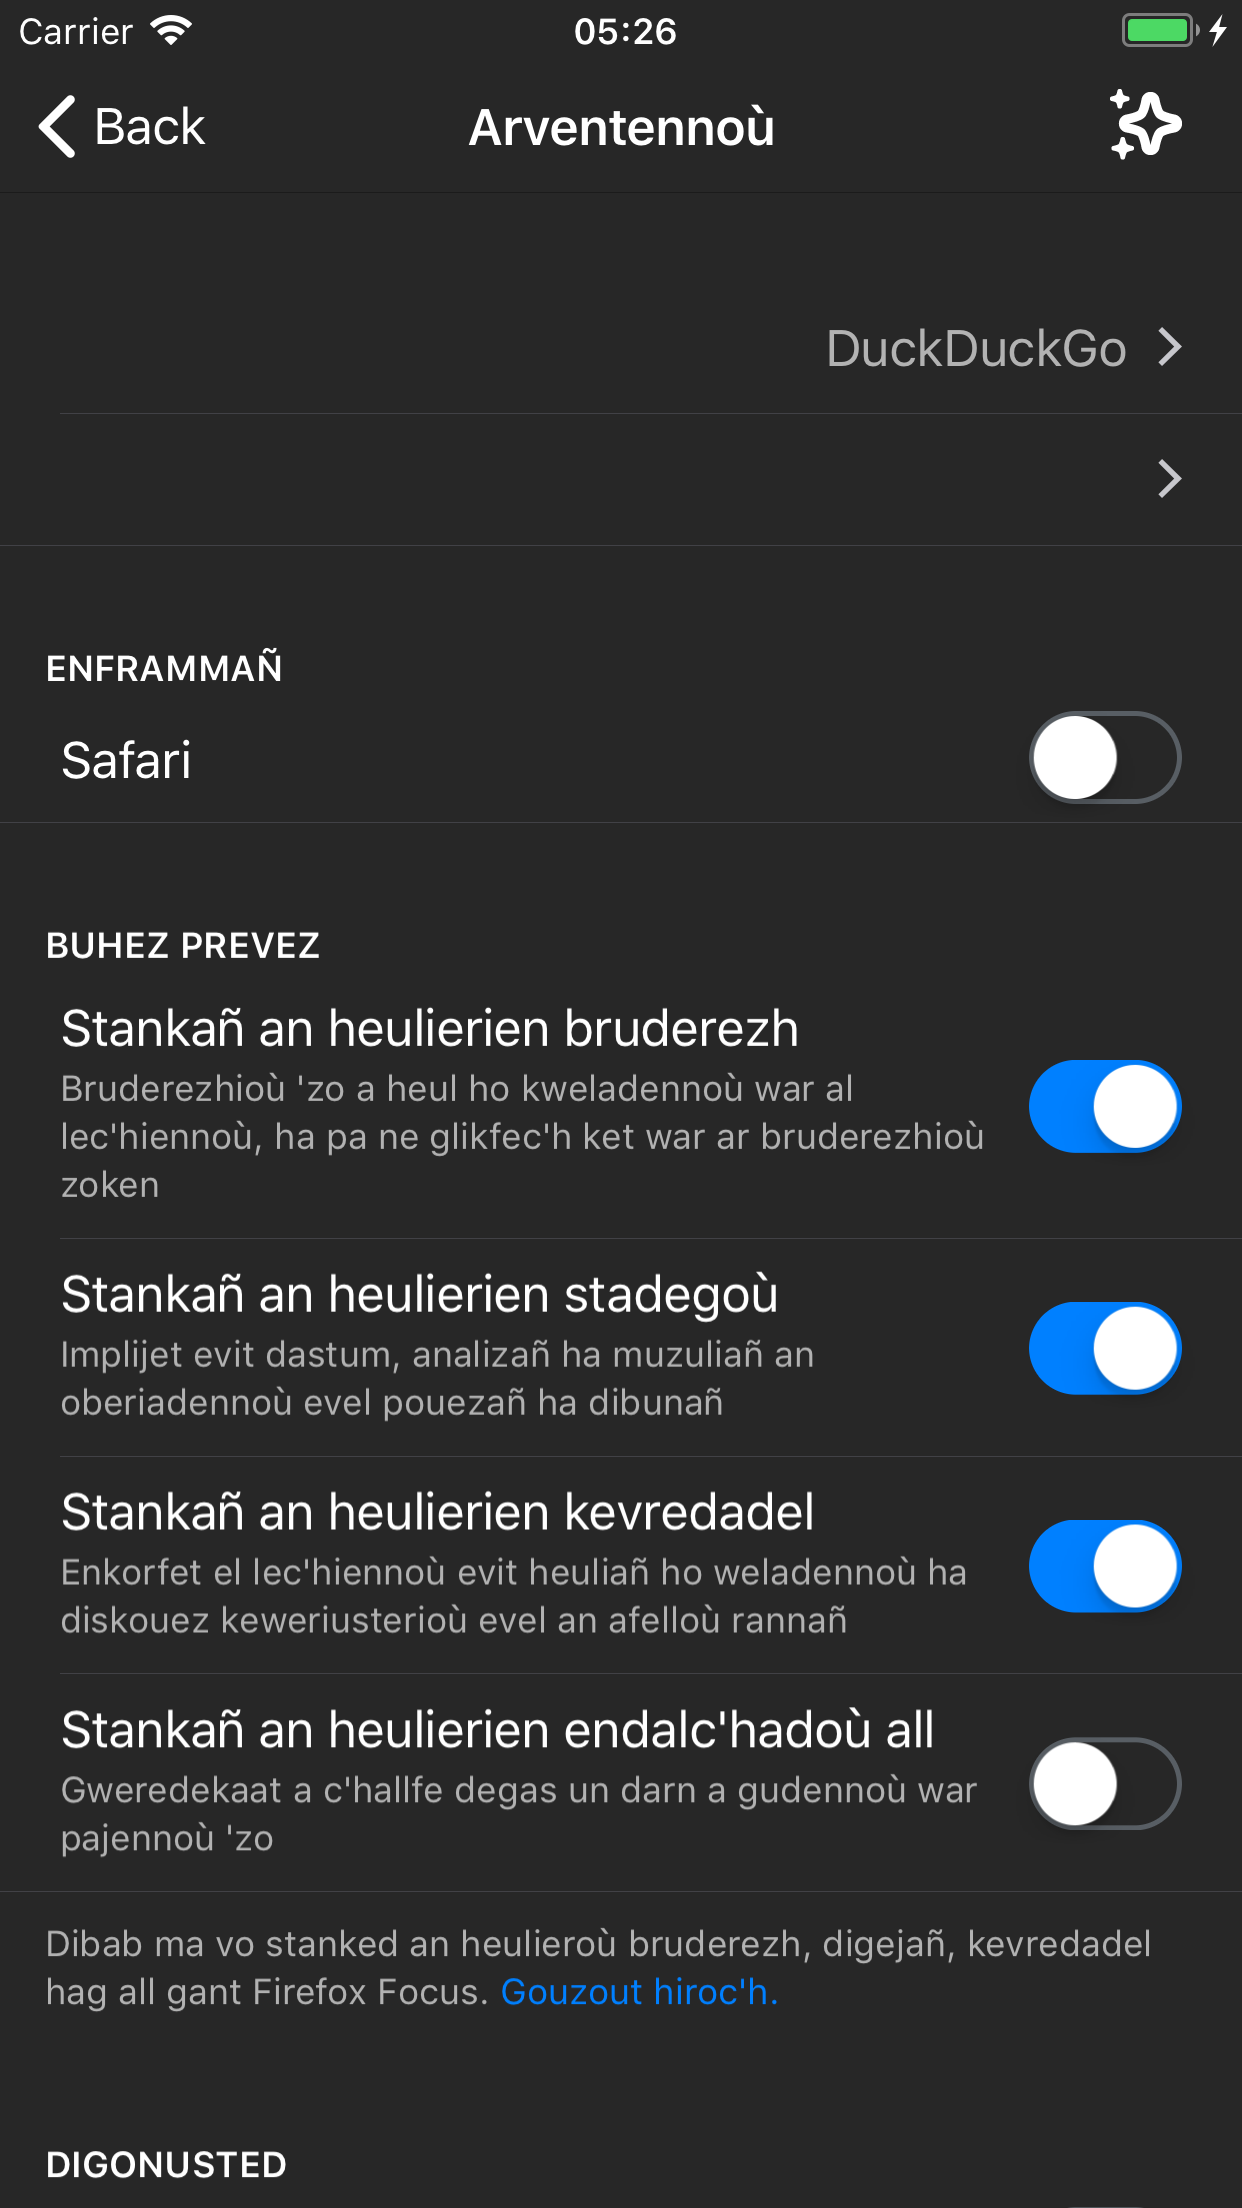 Carrier 05:26
Back Arventennoù
DuckDuckGo
ENFRAMMAÑ
Safari
BUHEZ PREVEZ
Stankañ an heulierien bruderezh
Bruderezhioù 'zo a heul ho kweladennoù war al
lec'hiennoù, ha pa ne glikfec'h ket war ar bruderezhioù
zoken
Stankañ an heulierien stadegoù
Implijet evit dastum, analizañ ha muzuliañ an
oberiadennoù evel pouezañ ha dibunañ
Stankañ an heulierien kevredadel
Enkorfet el lec'hiennoù evit heuliañ ho weladennoù ha
diskouez keweriusterioù evel an afelloù rannañ
Stankañ an heulierien endalc'hadoù all
Gweredekaat a c'hallfe degas un darn a gudennoù war
pajennoù 'zo
Dibab ma vo stanked an heulieroù bruderezh, digejañ, kevredadel
hag all gant Firefox Focus. Gouzout hiroc'h.
DIGONUSTED